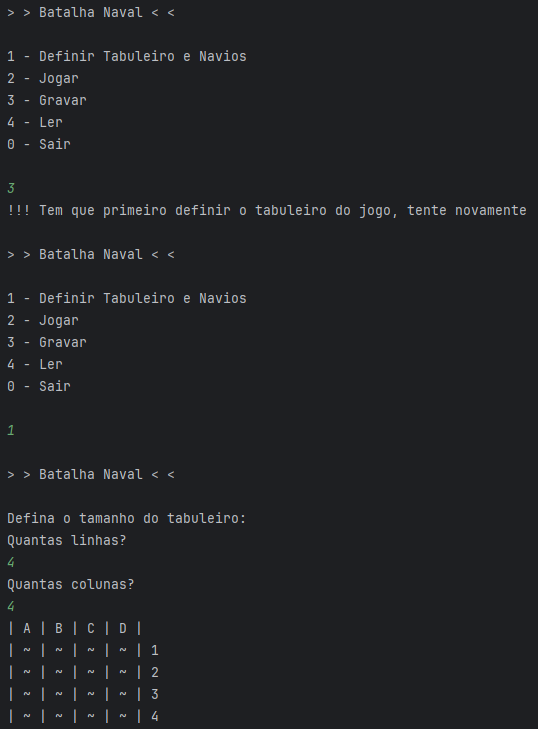 > > Batalha Naval < <
1 - Definir Tabuleiro e Navios
2 - Jogar
3 - Gravar
4 - Ler
0 - Sair
3
!!! Tem que primeiro definir o tabuleiro do jogo, tente novamente
> > Batalha Naval < <
1 - Definir Tabuleiro e Navios
2 - Jogar
3 - Gravar
4 - Ler
0 - Sair
1
> > Batalha Naval < <
Defina o tamanho do tabuleiro:
Quantas linhas?
4
Quantas colunas?
4
| A | B | C | D |
| ~ | ~ | ~ | ~ | 1
| ~ | ~ | ~ | ~ | 2
| ~ | ~ | ~ | ~ | 3
| ~ | ~ | ~ | ~ | 4